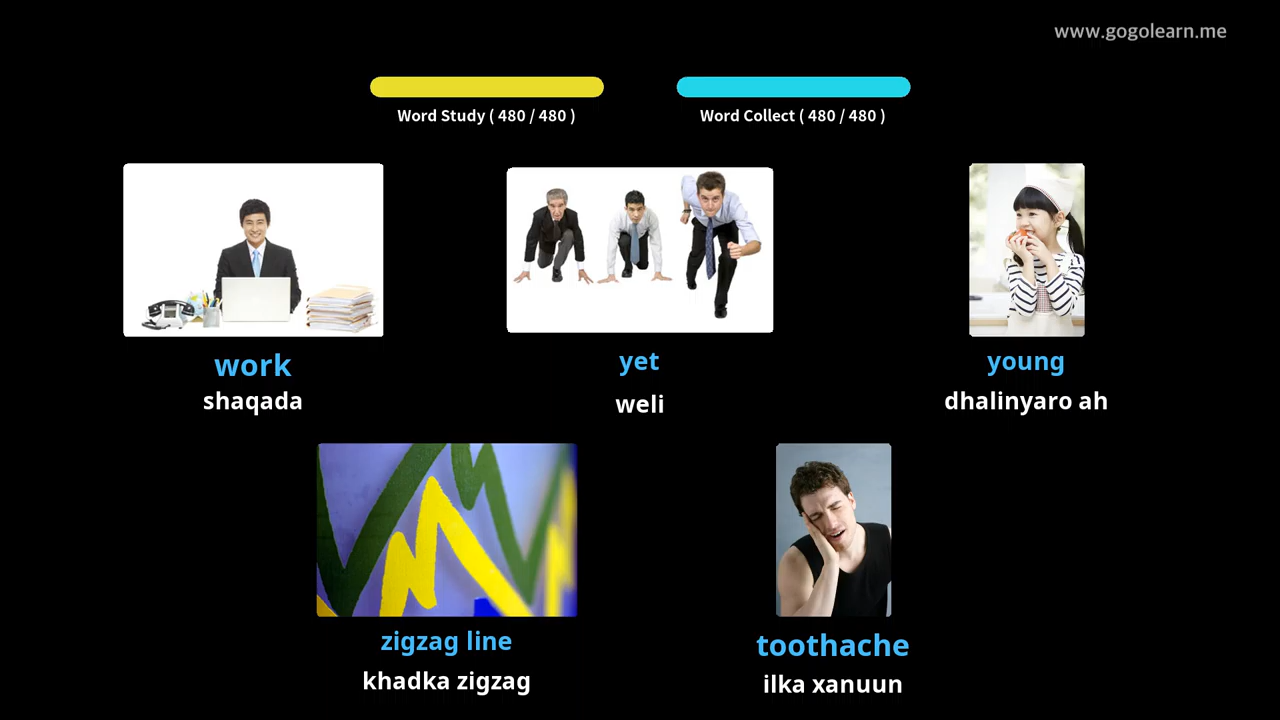 www.gogolearn.me
Word Study ( 480 / 480 )
Word Collect ( 480 / 480 )
work
shaqada
yet
weli
young
dhalinyaro ah
zigzag line
khadka zigzag
toothache
ilka xanuun